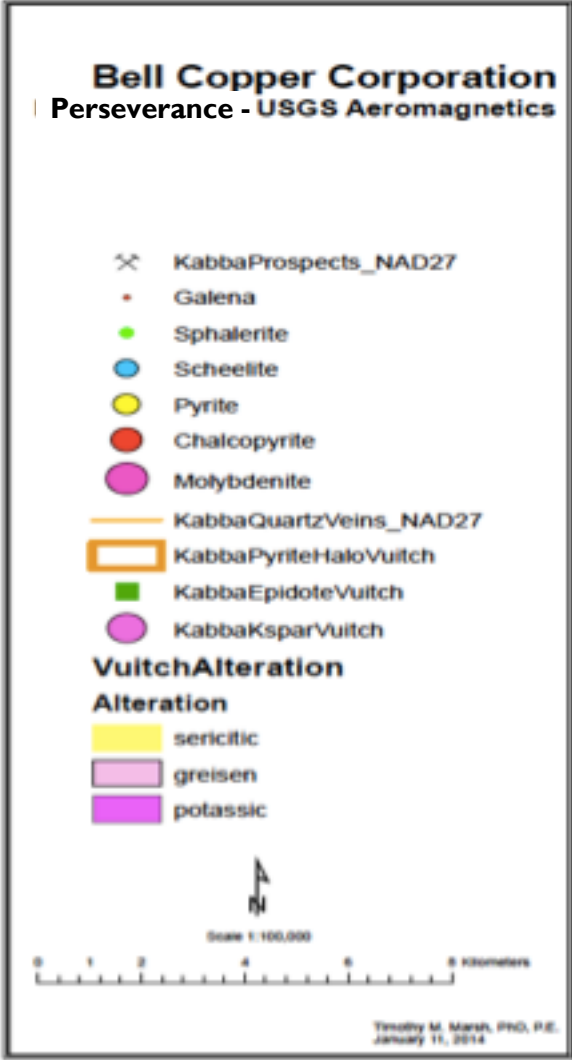 Bell Copper Corporation
Perseverance - USGS Aeromagnetics
KabbaProspects_NAD27
Galena
Sphalerite
Scheelite
Pyrite
Chalcopyrite
Molybdenite
KabbaQuartzVeins_NAD27
KabbaPyriteHaloVuitch
KabbaEpidoteVuitch
KabbaKsparVuitch
VuitchAlteration
Alteration
sericitic
greisen
potassic
N
Scale 1:100,000
0 1 2 4 6 8 Kilometers
Timothy M. Marsh, PhD, P.E.
January 11, 2014